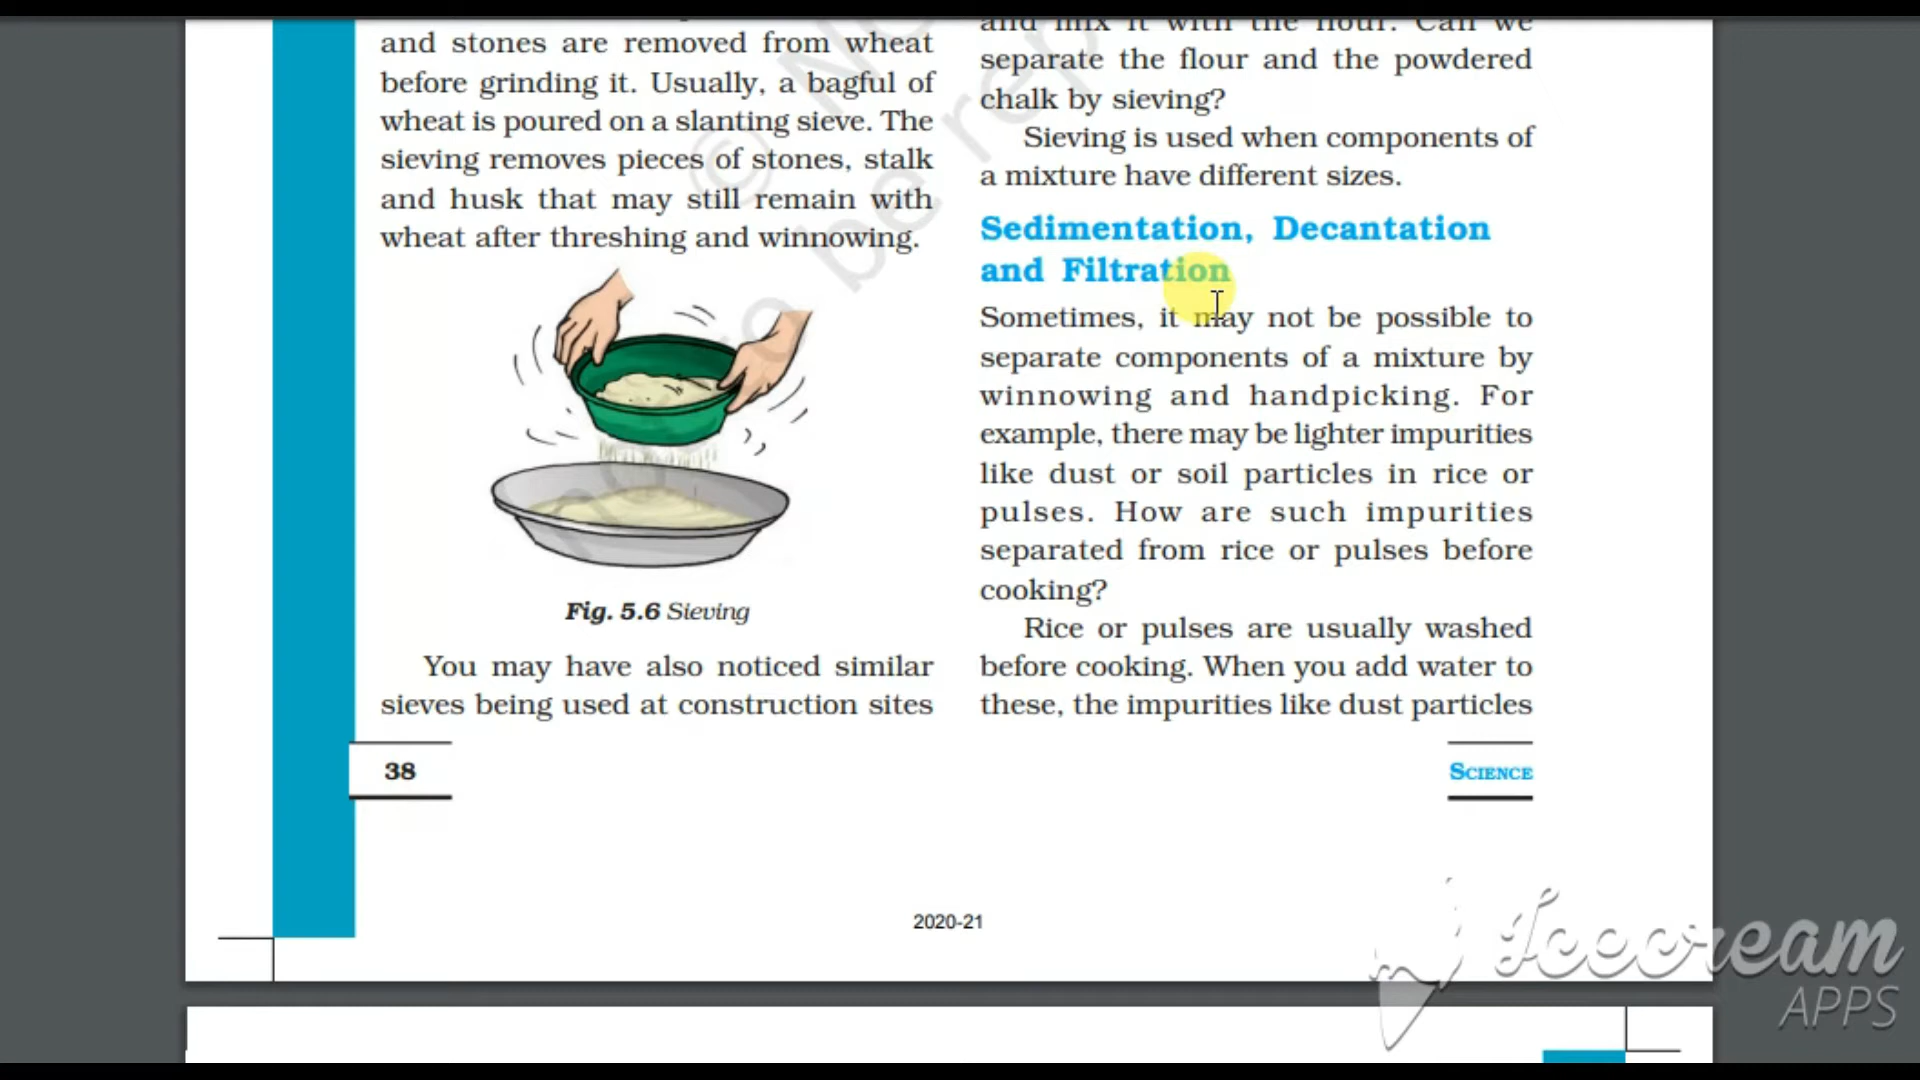 and stones are removed from wheat
before grinding it. Usually, a bagful of
wheat is poured on a slanting sieve. The
sieving removes pieces of stones, stalk
and husk that may still remain with
wheat after threshing and winnowing.
Fig. 5.6 Sieving
You may have also noticed similar
sieves being used at construction sites
and mix it with the flour. Can we
separate the flour and the powdered
chalk by sieving?
Sieving is used when components of
a mixture have different sizes.
Sedimentation, Decantation
and Filtration
Sometimes, it may not be possible to
separate components of a mixture by
winnowing and handpicking. For
example, there may be lighter impurities
like dust or soil particles in rice or
pulses. How are such impurities
separated from rice or pulses before
cooking?
Rice or pulses are usually washed
before cooking. When you add water to
these, the impurities like dust particles
38
SCIENCE
2020-21
Icecream
APPS